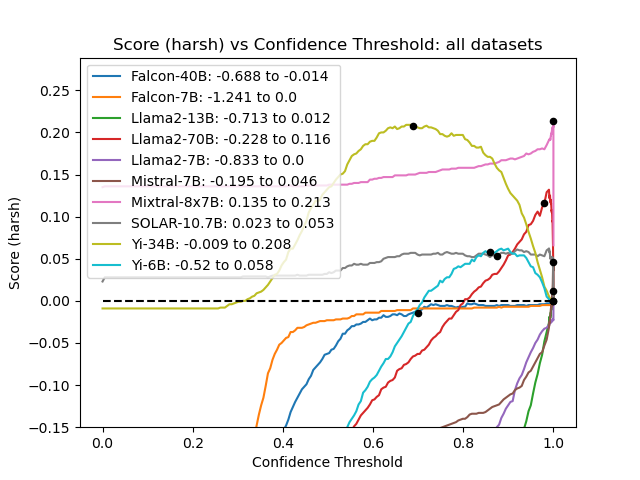 Score (harsh) vs Confidence Threshold: all datasets
Score (harsh)
0.25
0.20
0.15
0.10
0.05
0.00
−0.05
−0.10
−0.15
Falcon-40B: -0.688 to -0.014
Falcon-7B: -1.241 to 0.0
Llama2-13B: -0.713 to 0.012
Llama2-70B: -0.228 to 0.116
Llama2-7B: -0.833 to 0.0
Mistral-7B: -0.195 to 0.046
Mixtral-8x7B: 0.135 to 0.213
SOLAR-10.7B: 0.023 to 0.053
Yi-34B: -0.009 to 0.208
Yi-6B: -0.52 to 0.058
0.0 0.2 0.4 0.6 0.8 1.0
Confidence Threshold